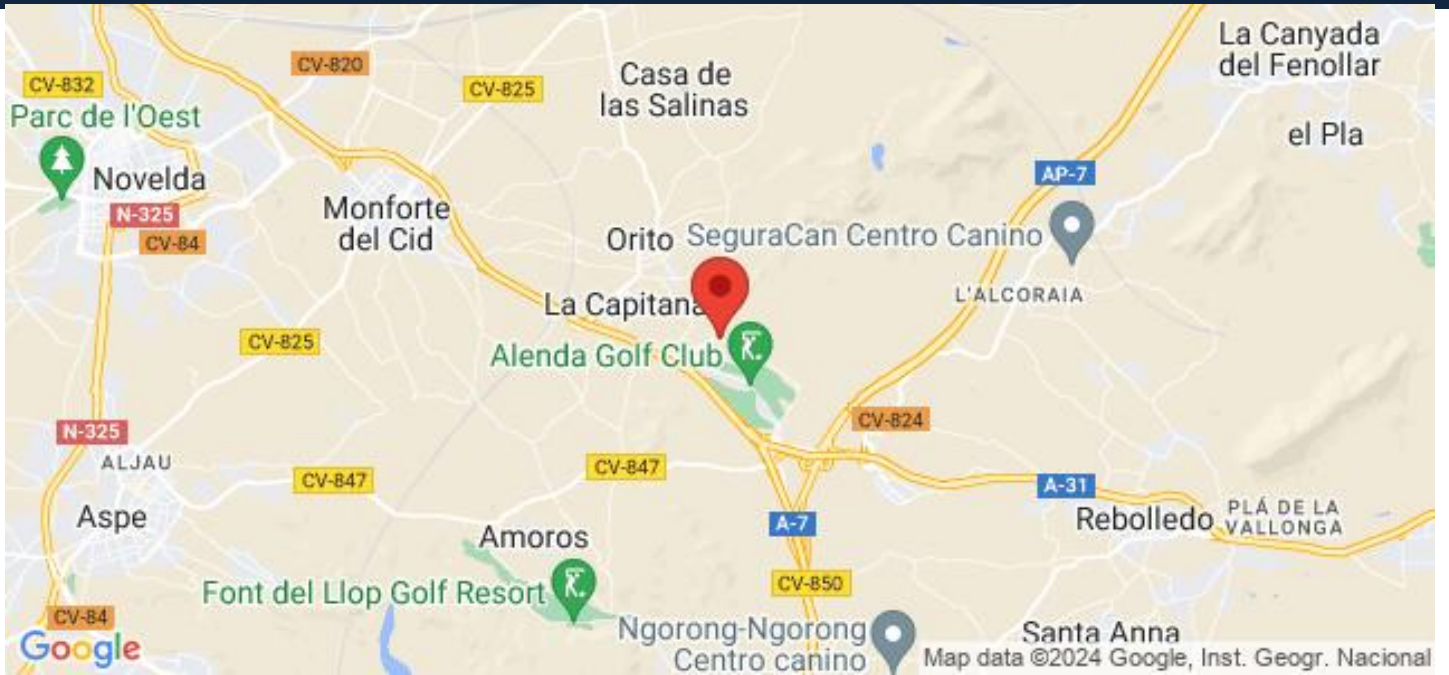 La Canyada
del Fenollar
CV-820
Casa de
las Salinas
CV-832
CV-825
Parc de l'Oest
el Pla
Novelda
AP-7
N-325
Monforte
del Cid
CV-84
Orito
SeguraCan Centro Canino
La Capitana
L'ALCORAIA
CV-825
Alenda Golf Club
CV-824
N-325
ALJAU
CV-847
CV-847
A-31
Aspe
A-7
Rebolledo
PLÁ DE LA
VALLONGA
Amoros
CV-850
Font del Llop Golf Resort
CV-84
Ngorong-Ngorong
Centro canino
Santa Anna
Google
Map data ©2024 Google, Inst. Geogr. Nacional